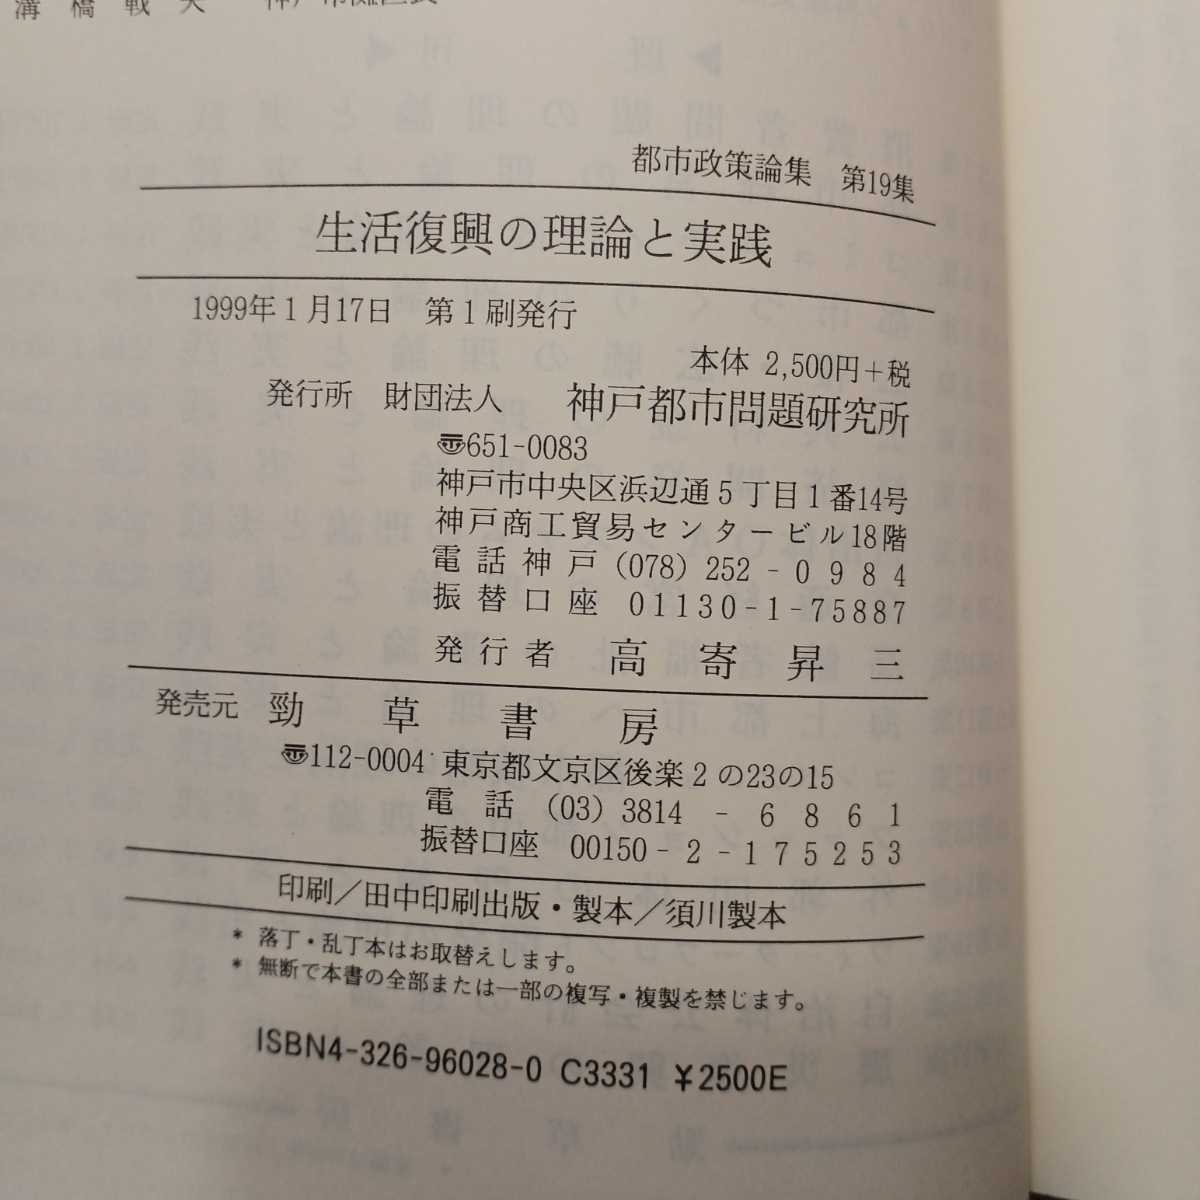 都市政策論集 第19集
生活復興の理論と実践
1999年1月17日 第1刷発行
本体 2,500円+税
発行所 財団法人 神戸都市問題研究所
〠651-0083
神戸市中央区浜辺通5丁目1番14号
神戸商工貿易センタービル18階
電話神戸(078)252-0984
振替口座 01130-1-75887
発行者 高寄昇三
発売元 勁草書房
〠112-0004 東京都文京区後楽2の23の15
電話 (03)3814-6861
振替口座 00150-2-175253
印刷/田中印刷出版・製本/須川製本
* 落丁・乱丁本はお取替えします。
* 無断で本書の全部または一部の複写・複製を禁じます。
ISBN4-326-96028-0 C3331 ¥2500E